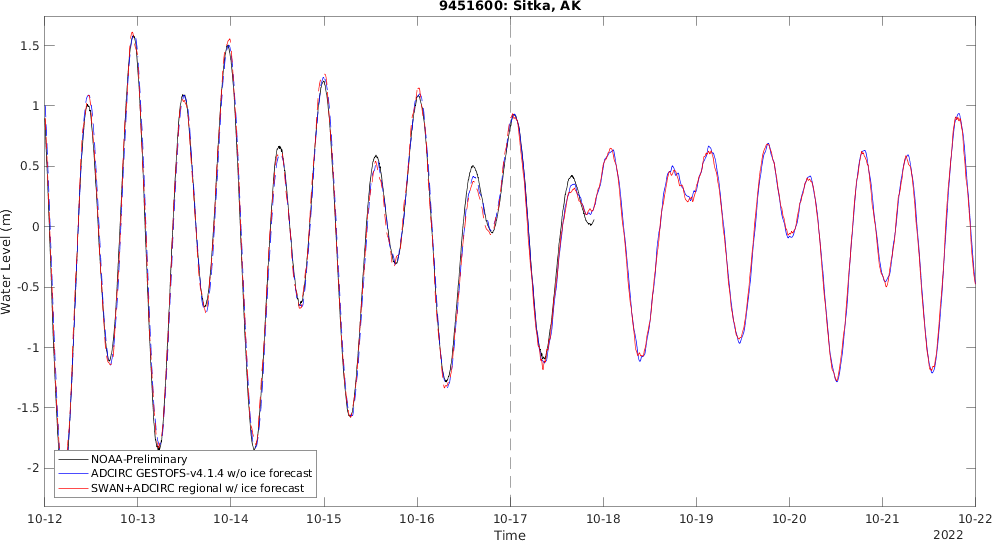 9451600: Sitka, AK
Water Level (m)
1.5
1
0.5
0
-0.5
-1
-1.5
-2
NOAA-Preliminary
ADCIRC GESTOFS-v4.1.4 w/o ice forecast
SWAN+ADCIRC regional w/ ice forecast
10-12 10-13 10-14 10-15 10-16 10-17 10-18 10-19 10-20 10-21 10-22
Time
2022